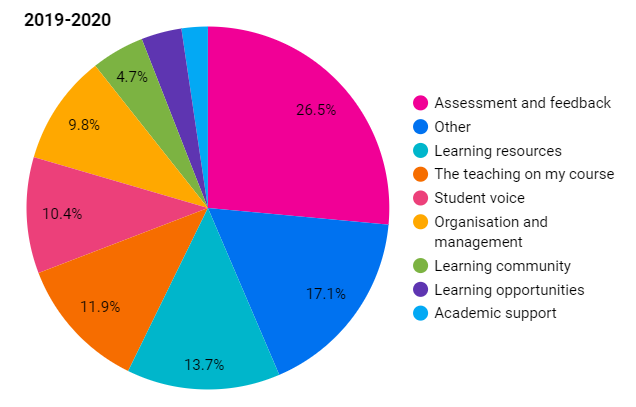 2019-2020
4.7%
26.5%
9.8%
10.4%
17.1%
11.9%
13.7%
Assessment and feedback
Other
Learning resources
The teaching on my course
Student voice
Organisation and
management
Learning community
Learning opportunities
Academic support